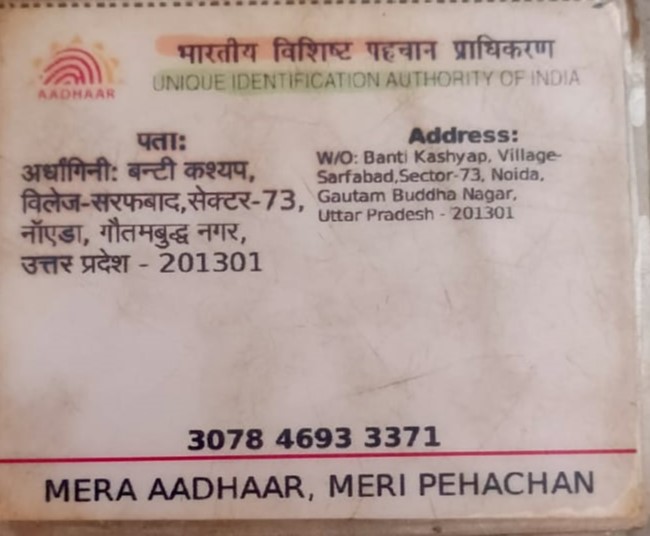 भारतीय विशिष्ट पहचान प्राधिकरण
UNIQUE IDENTIFICATION AUTHORITY OF INDIA
AADHAAR
पता:
अर्धांगिनी: बन्टी कश्यप,
विलेज-सरफबाद,सेक्टर-73,
नॉएडा, गौतमबुद्ध नगर,
उत्तर प्रदेश - 201301
Address:
W/O: Banti Kashyap, Village-
Sarfabad,Sector-73, Noida,
Gautam Buddha Nagar,
Uttar Pradesh - 201301
3078 4693 3371
MERA AADHAAR, MERI PEHACHAN